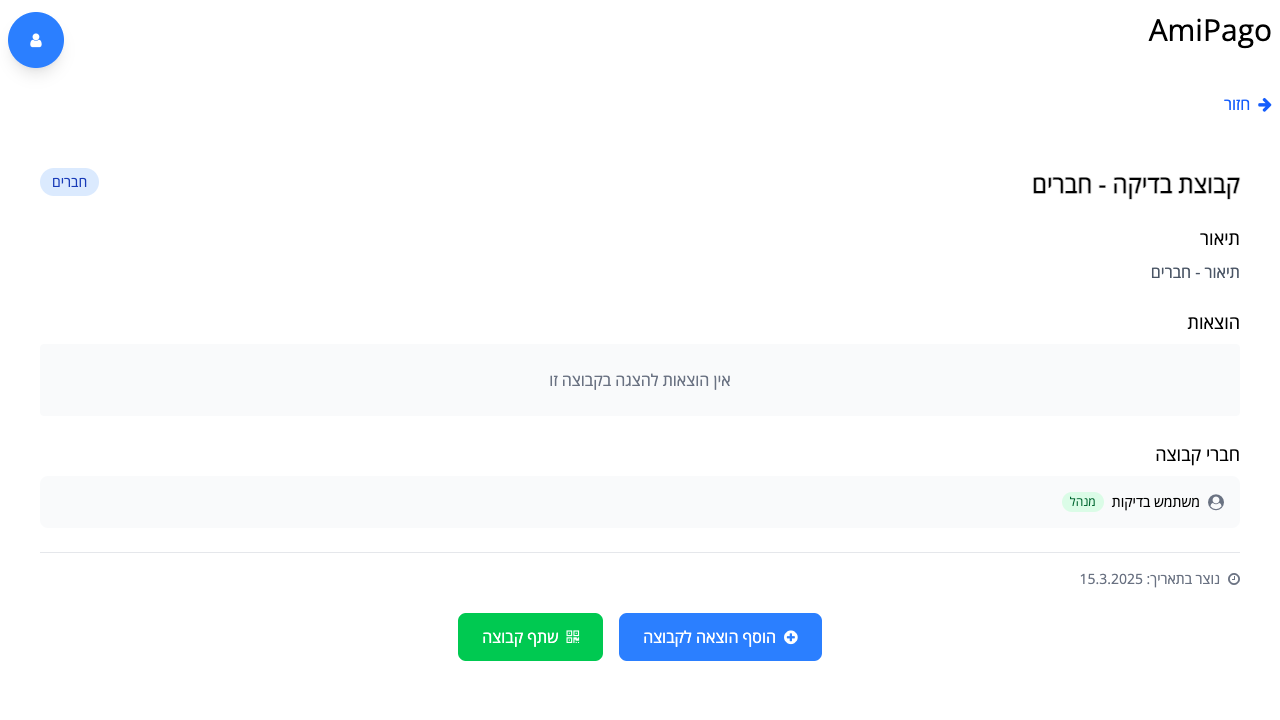 AmiPago
חזור
קבוצת בדיקה - חברים
חברים
תיאור
תיאור - חברים
הוצאות
אין הוצאות להצגה בקבוצה זו
חברי קבוצה
משתמש בדיקות מנהל
נוצר בתאריך: 15.3.2025
הוסף הוצאה לקבוצה
שתף קבוצה